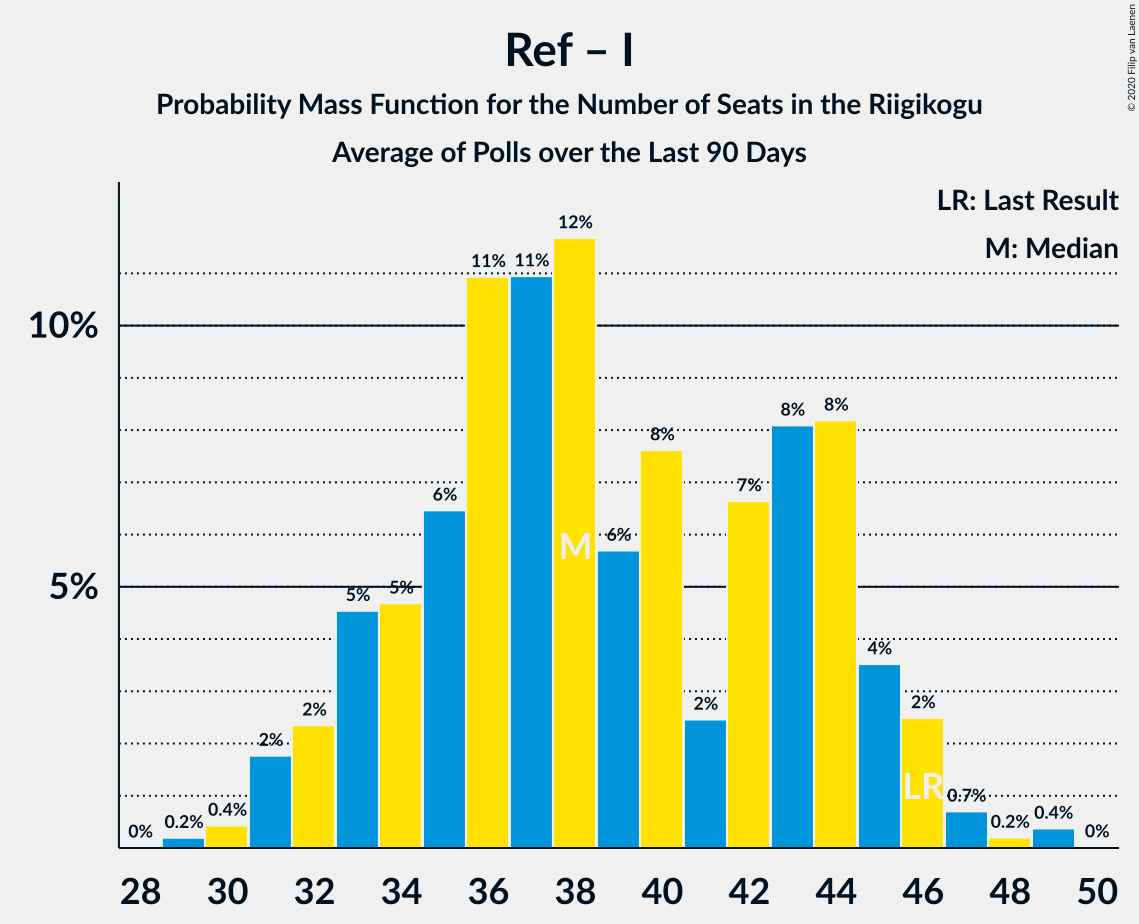 Ref – I
Probability Mass Function for the Number of Seats in the Riigikogu
Average of Polls over the Last 90 Days
© 2020 Filip van Laenen
LR: Last Result
M: Median
10%
5%
0%
0.2%
0.4%
2%
2%
5%
5%
6%
11%
11%
12%
6%
8%
2%
7%
8%
8%
4%
2%
0.7%
0.2%
0.4%
0%
M
LR
28 30 32 34 36 38 40 42 44 46 48 50